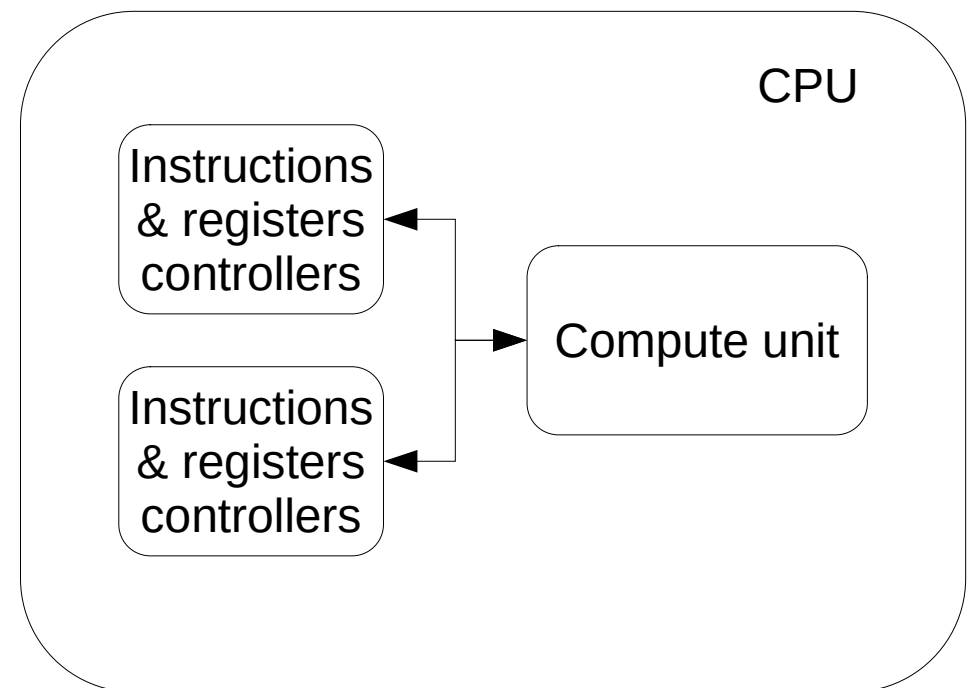 CPU
Instructions
& registers
controllers
Compute unit
Instructions
& registers
controllers